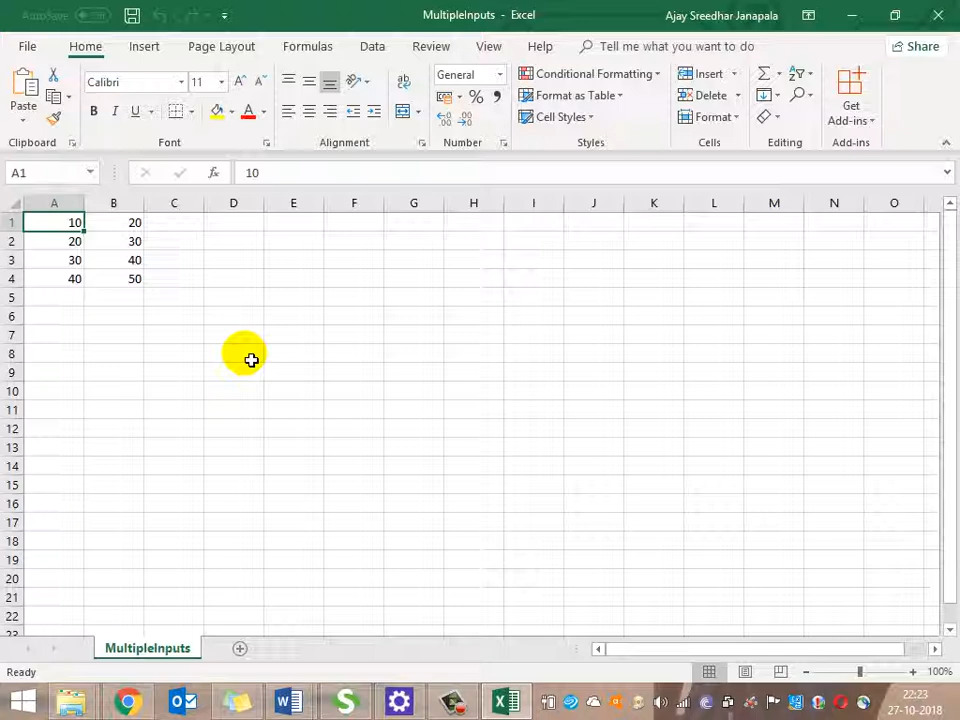 AutoSave Off MultipleInputs - Excel Ajay Sreedhar Janapala
File Home Insert Page Layout Formulas Data Review View Help Tell me what you want to do Share
Paste Calibri 11 General Conditional Formatting Insert
B I U Format as Table Delete Get
Cell Styles Format Add-ins
Clipboard Font Alignment Number Styles Cells Editing Add-ins
A1 fx 10
A B C D E F G H I J K L M N O
1 10 20
2 20 30
3 30 40
4 40 50
5
6
7
8
9
10
11
12
13
14
15
16
17
18
19
20
21
22
23
MultipleInputs
Ready 100%
22:23
27-10-2018